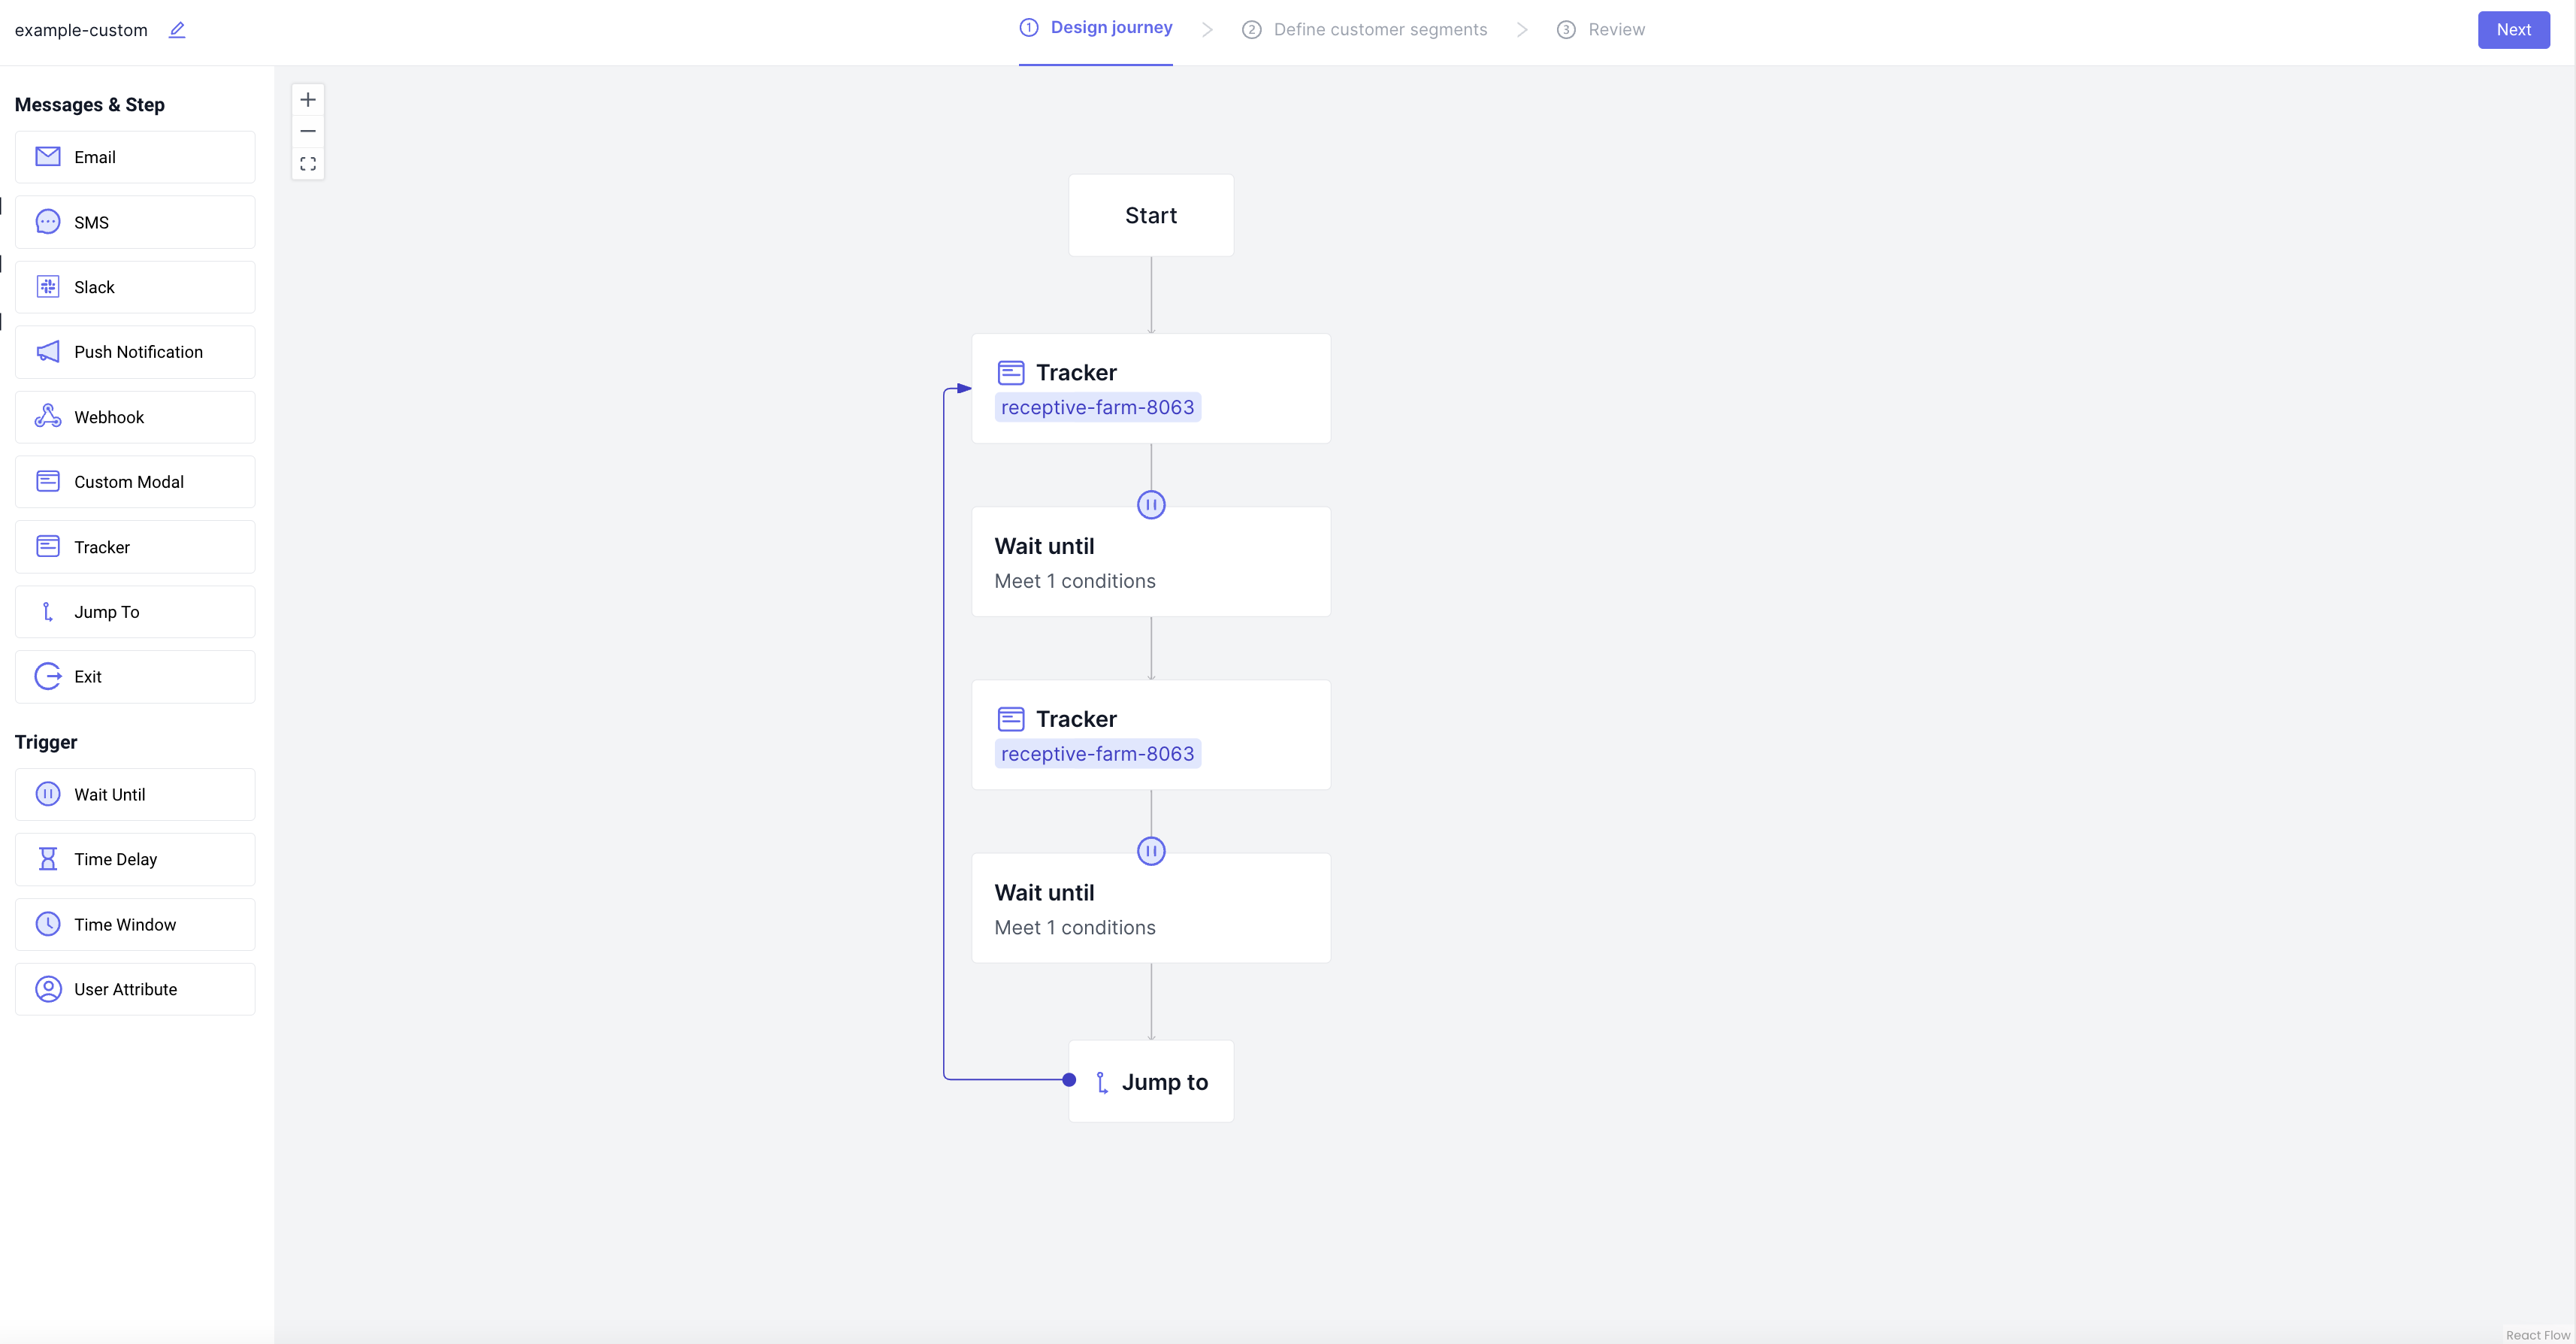 example-custom
1 Design journey
2 Define customer segments
3 Review
Next
Messages & Step
Email
SMS
Slack
Push Notification
Webhook
Custom Modal
Tracker
Jump To
Exit
Trigger
Wait Until
Time Delay
Time Window
User Attribute
Start
Tracker
receptive-farm-8063
Wait until
Meet 1 conditions
Tracker
receptive-farm-8063
Wait until
Meet 1 conditions
Jump to
React Flow